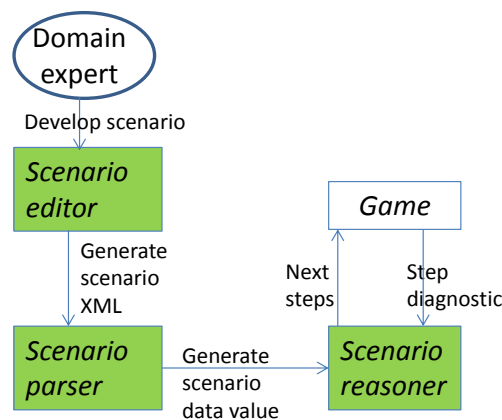 Domain
expert
Develop scenario
Scenario
editor
Generate
scenario
XML
Scenario
parser
Generate
scenario
data value
Game
Next
steps
Step
diagnostic
Scenario
reasoner